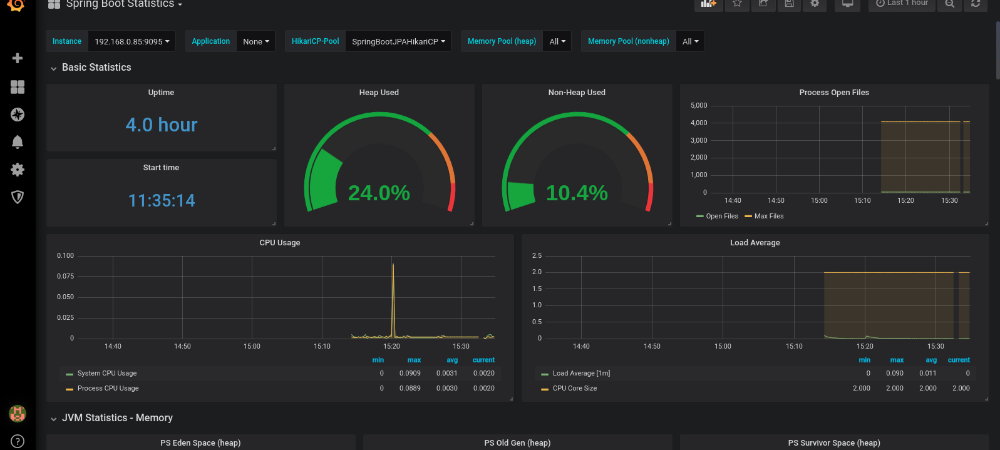 Spring Boot Statistics
Last 1 hour
Instance 192.168.0.85:9095 Application None HikariCP-Pool SpringBootJPAHikariCP Memory Pool (heap) All Memory Pool (nonheap) All
Basic Statistics
Uptime
4.0 hour
Start time
11:35:14
Heap Used
24.0%
Non-Heap Used
10.4%
Process Open Files
5,000
4,000
3,000
2,000
1,000
0
14:40 14:50 15:00 15:10 15:20 15:30
Open Files Max Files
CPU Usage
0.100
0.075
0.050
0.025
0
14:40 14:50 15:00 15:10 15:20 15:30
min max avg current
System CPU Usage 0 0.0909 0.0031 0.0020
Process CPU Usage 0 0.0889 0.0030 0.0020
Load Average
2.5
2.0
1.5
1.0
0.5
0
14:40 14:50 15:00 15:10 15:20 15:30
min max avg current
Load Average [1m] 0 0.090 0.011 0
CPU Core Size 2.000 2.000 2.000 2.000
JVM Statistics - Memory
PS Eden Space (heap)
PS Old Gen (heap)
PS Survivor Space (heap)
?